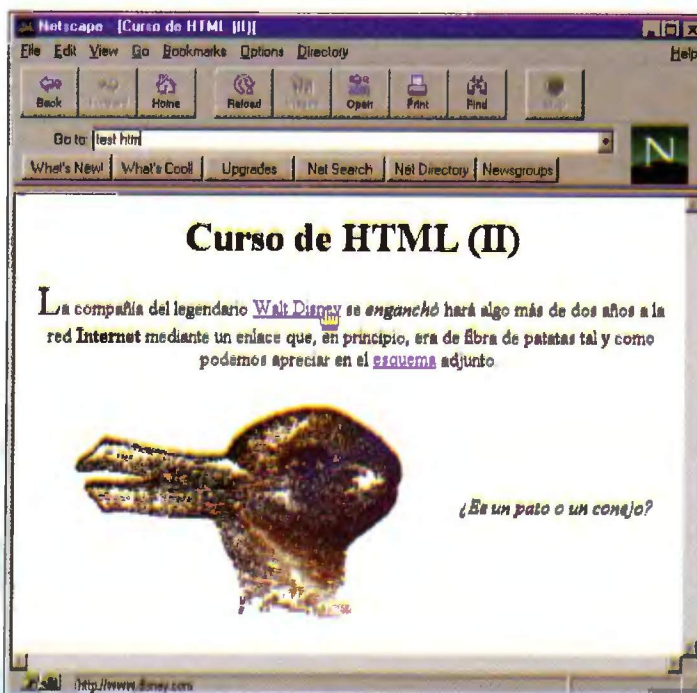 Netscape - [Curso de HTML (II)]
File Edit View Go Bookmarks Options Directory Help
Back Forward Home Reload Images Open Print Find Stop
Go to: test.htm
What's New! What's Cool! Upgrades Net Search Net Directory Newsgroups
N
Curso de HTML (II)
La compañía del legendario Walt Disney se enganchó hará algo más de dos años a la
red Internet mediante un enlace que, en principio, era de fibra de patatas tal y como
podemos apreciar en el esquema adjunto.
¿Es un pato o un conejo?
http://www.disney.com